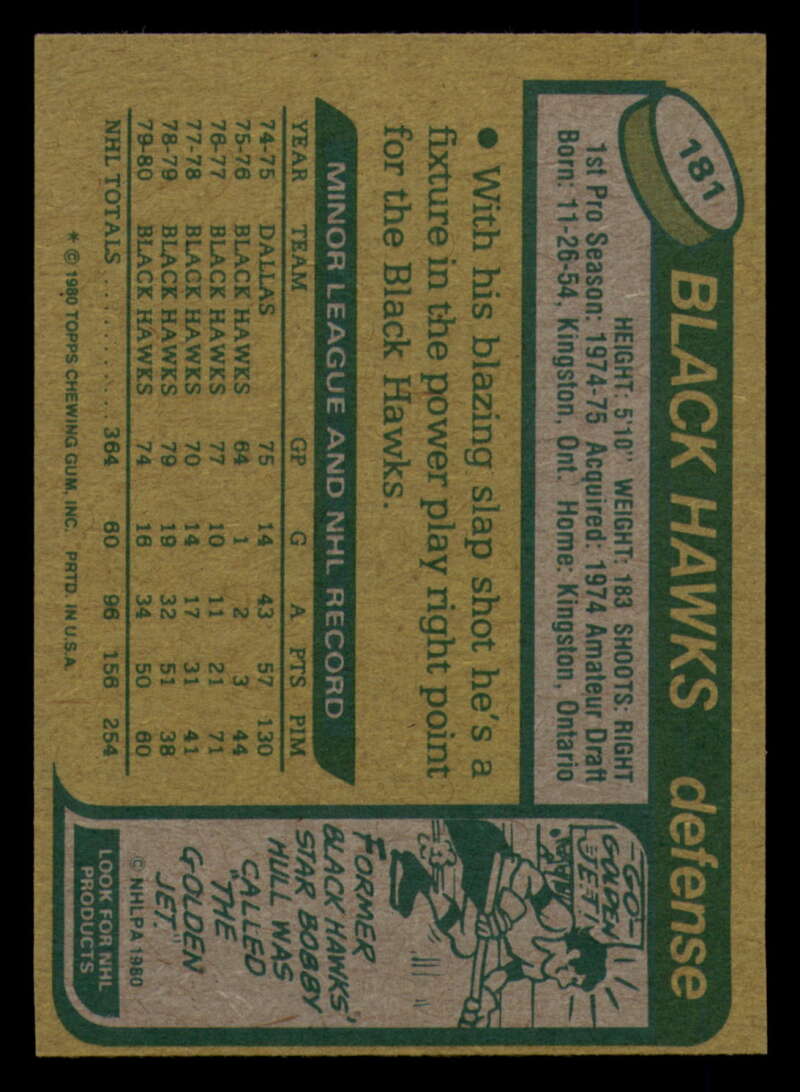 181
BLACK HAWKS defense
HEIGHT: 5'10" WEIGHT: 183 SHOOTS: RIGHT
1st Pro Season: 1974-75 Acquired: 1974 Amateur Draft
Born: 11-26-54, Kingston, Ont. Home: Kingston, Ontario
• With his blazing slap shot he's a
fixture in the power play right point
for the Black Hawks.
MINOR LEAGUE AND NHL RECORD
YEAR TEAM GP G A PTS PIM
74-75 DALLAS 75 14 43 57 130
75-76 BLACK HAWKS 64 1 2 3 44
76-77 BLACK HAWKS 77 10 11 21 71
77-78 BLACK HAWKS 70 14 17 31 41
78-79 BLACK HAWKS 79 19 32 51 38
79-80 BLACK HAWKS 74 16 34 50 60
NHL TOTALS .......... 364 60 96 156 254
* © 1980 TOPPS CHEWING GUM, INC. PRTD. IN U.S.A.
-GO-
GOLDEN
JET!
FORMER
BLACK HAWKS'
STAR BOBBY
HULL WAS
CALLED
"THE
GOLDEN
JET."
© NHLPA 1980
LOOK FOR NHL
PRODUCTS